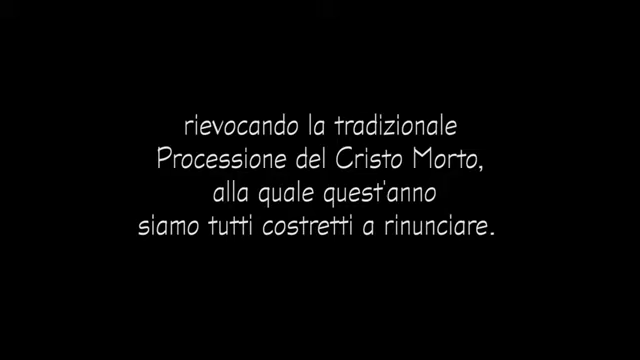 rievocando la tradizionale
Processione del Cristo Morto,
alla quale quest'anno
siamo tutti costretti a rinunciare.